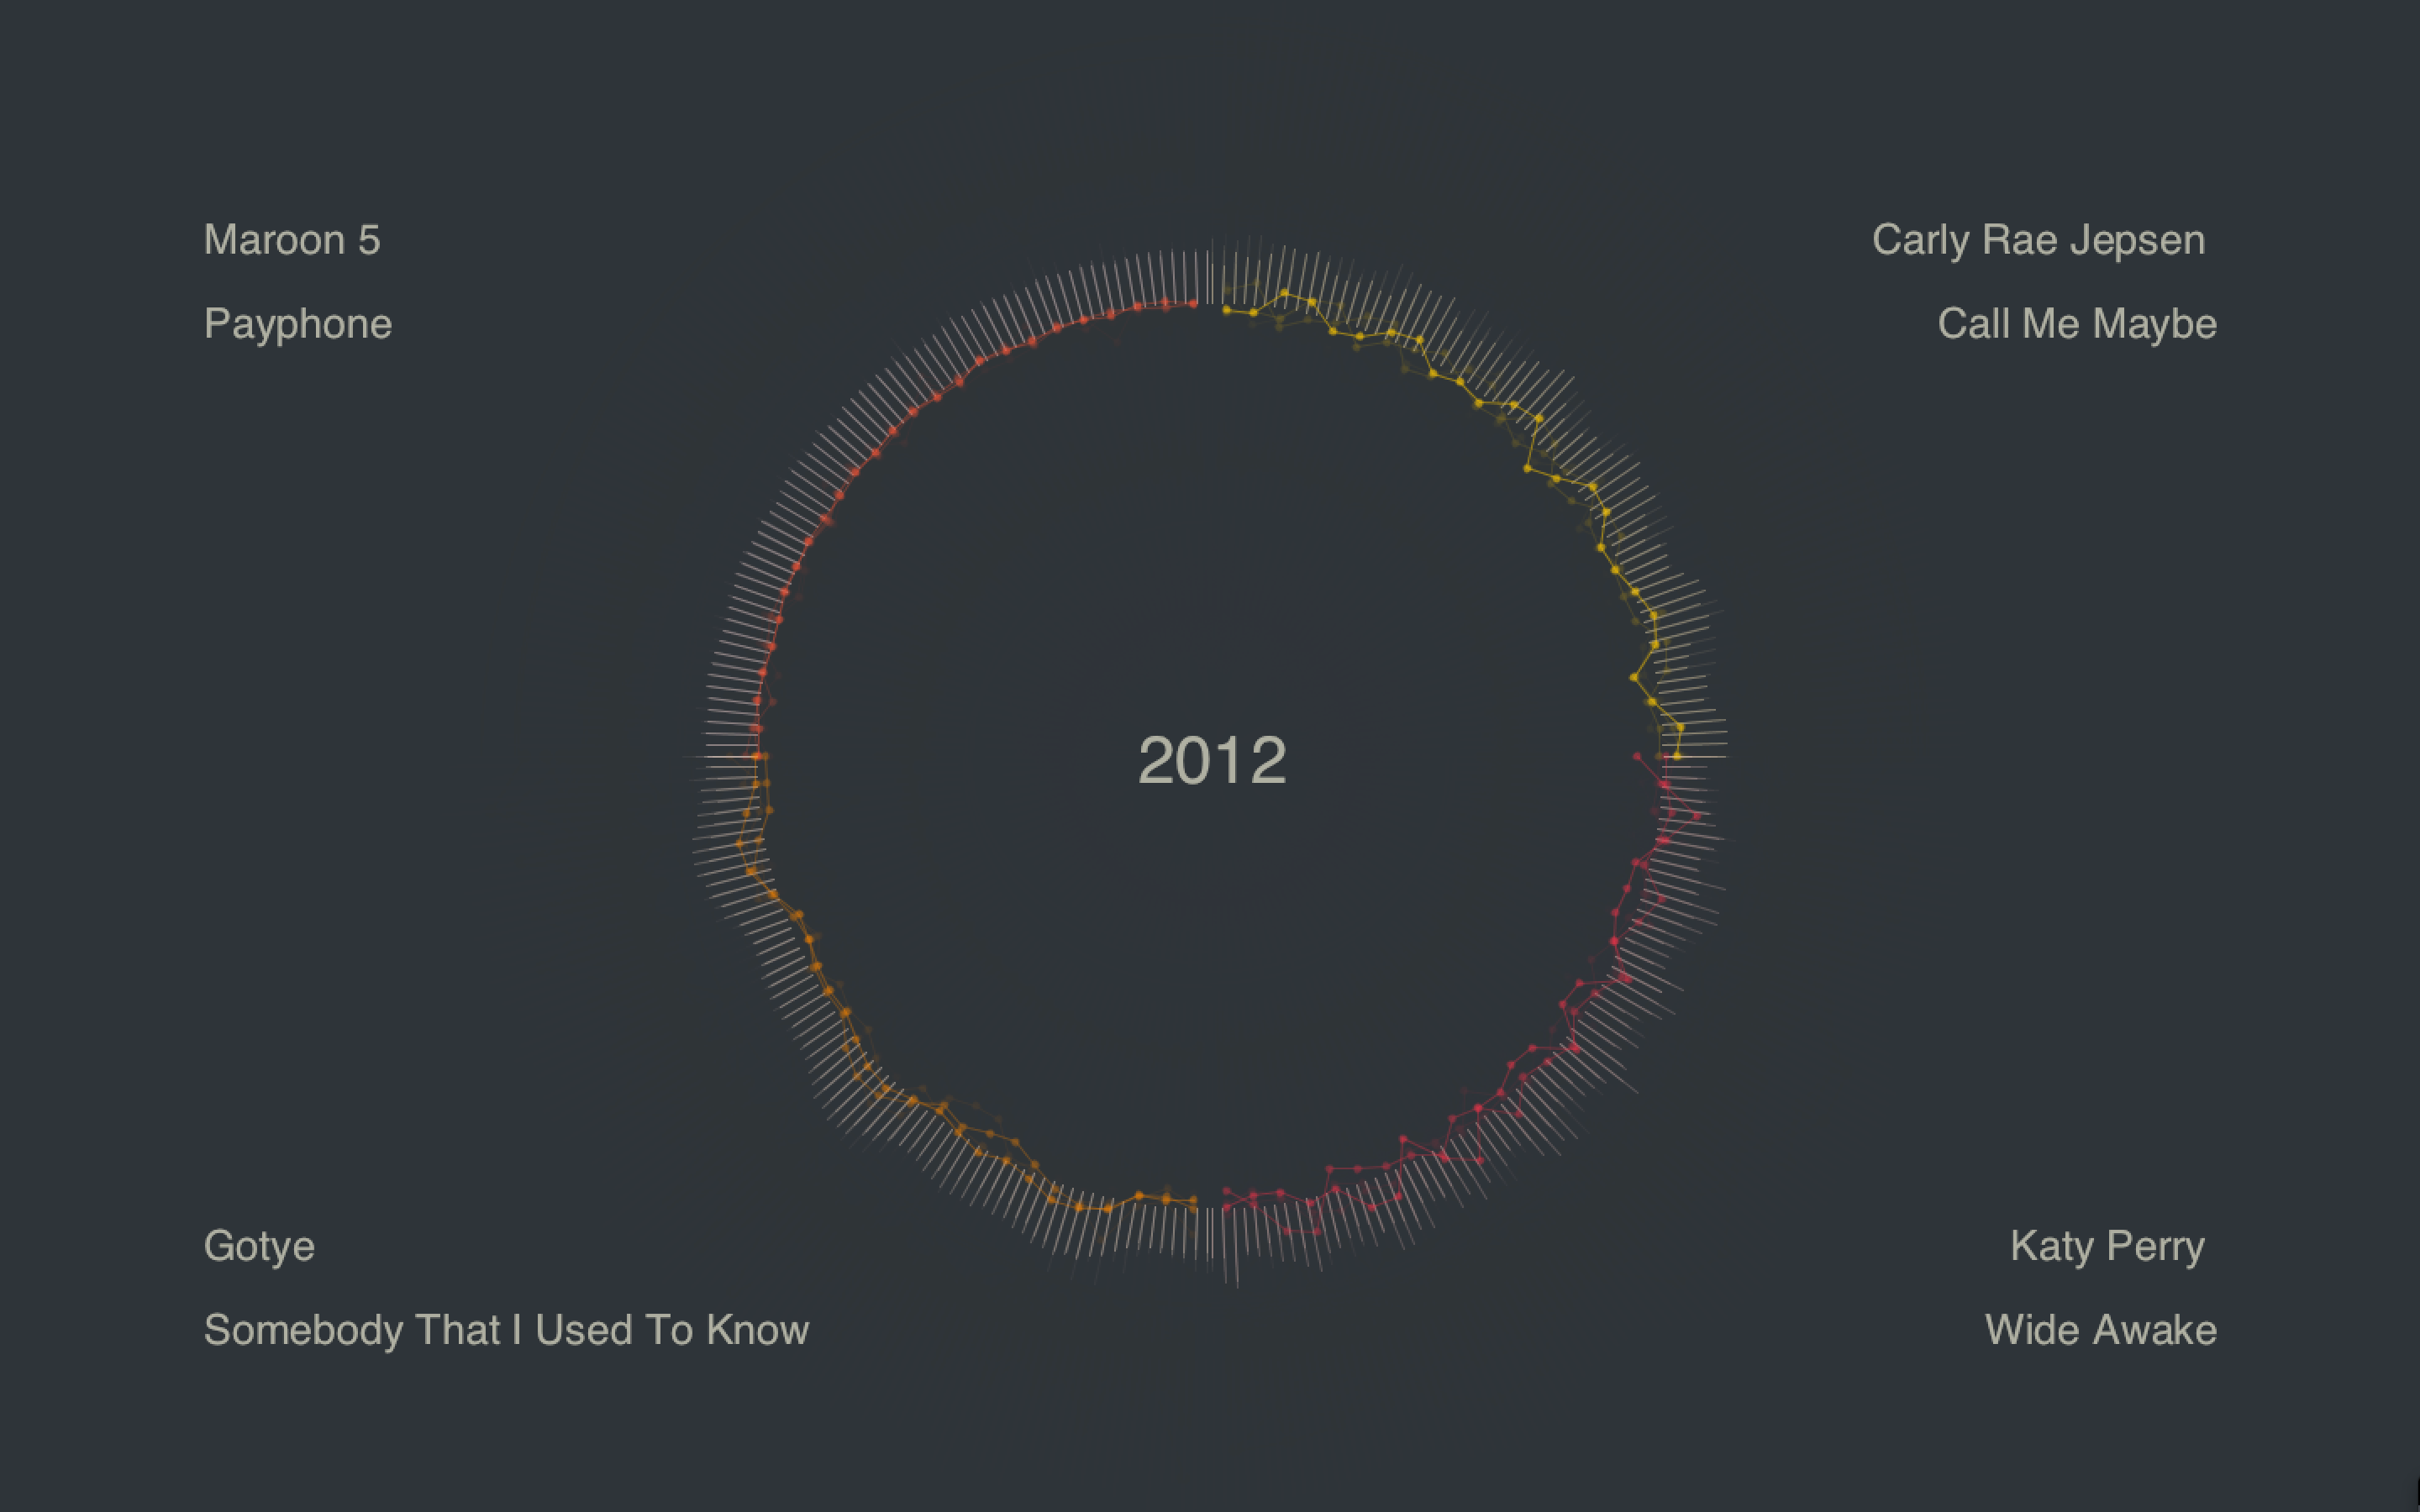 Maroon 5
Payphone
Carly Rae Jepsen
Call Me Maybe
2012
Gotye
Somebody That I Used To Know
Katy Perry
Wide Awake